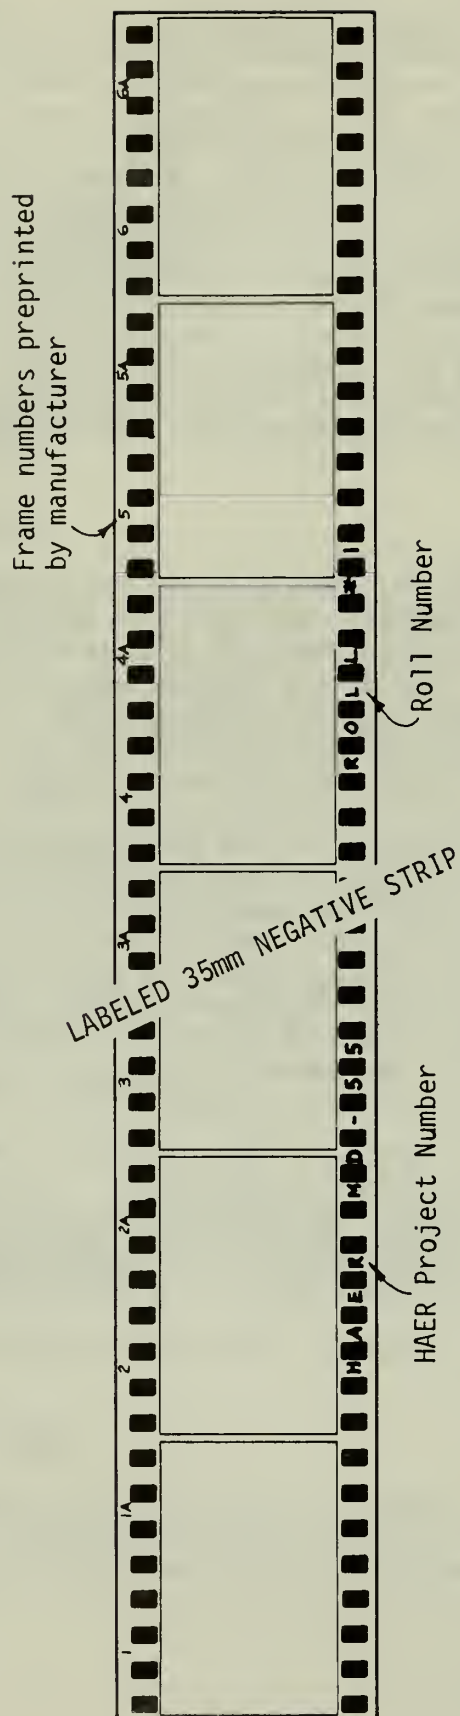 Frame numbers preprinted
by manufacturer
1 1A 2 2A 3 3A 4 4A 5 5A 6 6A
LABELED 35mm NEGATIVE STRIP
HAER MD-55 ROLL #1
HAER Project Number
Roll Number